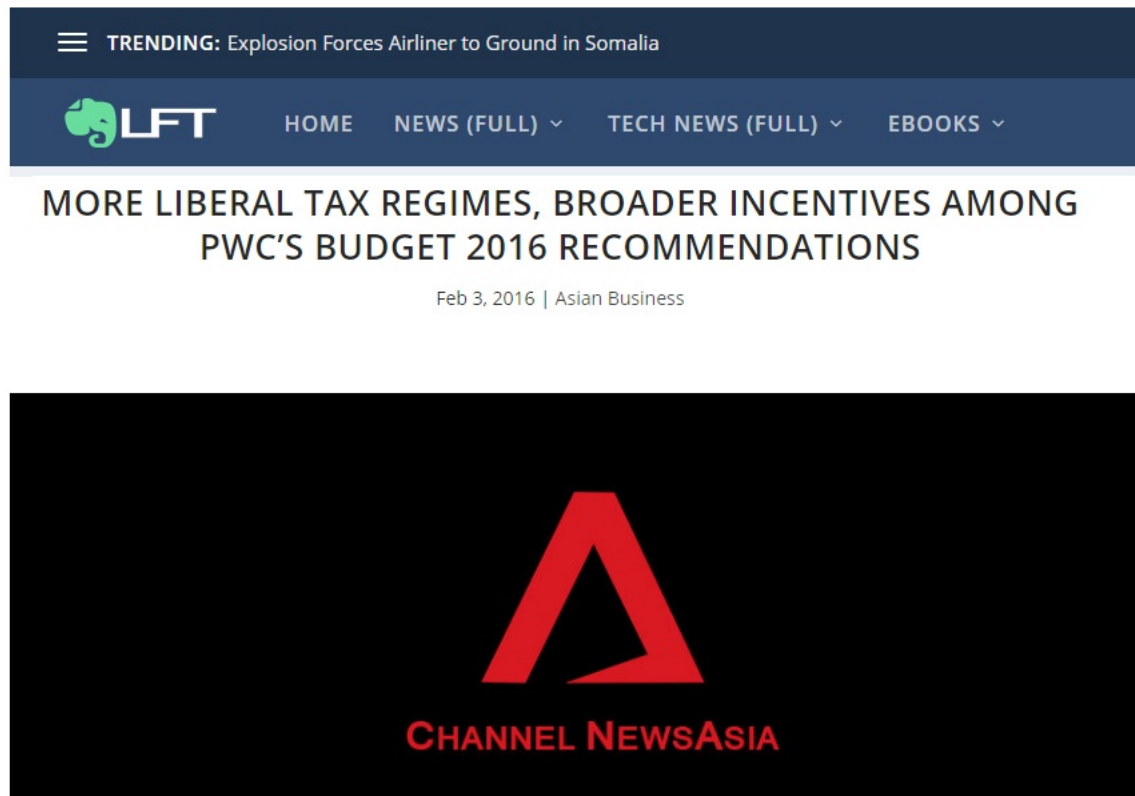 TRENDING: Explosion Forces Airliner to Ground in Somalia
LFT HOME NEWS (FULL) TECH NEWS (FULL) EBOOKS
MORE LIBERAL TAX REGIMES, BROADER INCENTIVES AMONG
PWC’S BUDGET 2016 RECOMMENDATIONS
Feb 3, 2016 | Asian Business
CHANNEL NEWSASIA